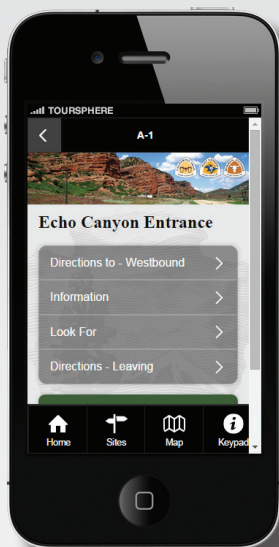 TOURSPHERE
A-1
Echo Canyon Entrance
Directions to - Westbound
Information
Look For
Directions - Leaving
Home Sites Map Keypad